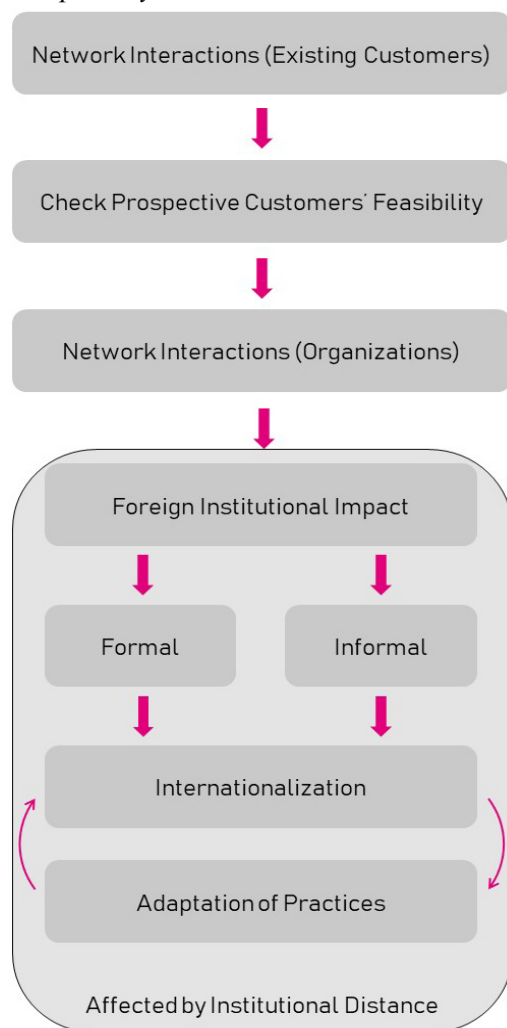 Network Interactions (Existing Customers)
Check Prospective Customers´ Feasibility
Network Interactions (Organizations)
Foreign Institutional Impact
Formal
Informal
Internationalization
Adaptation of Practices
Affected by Institutional Distance